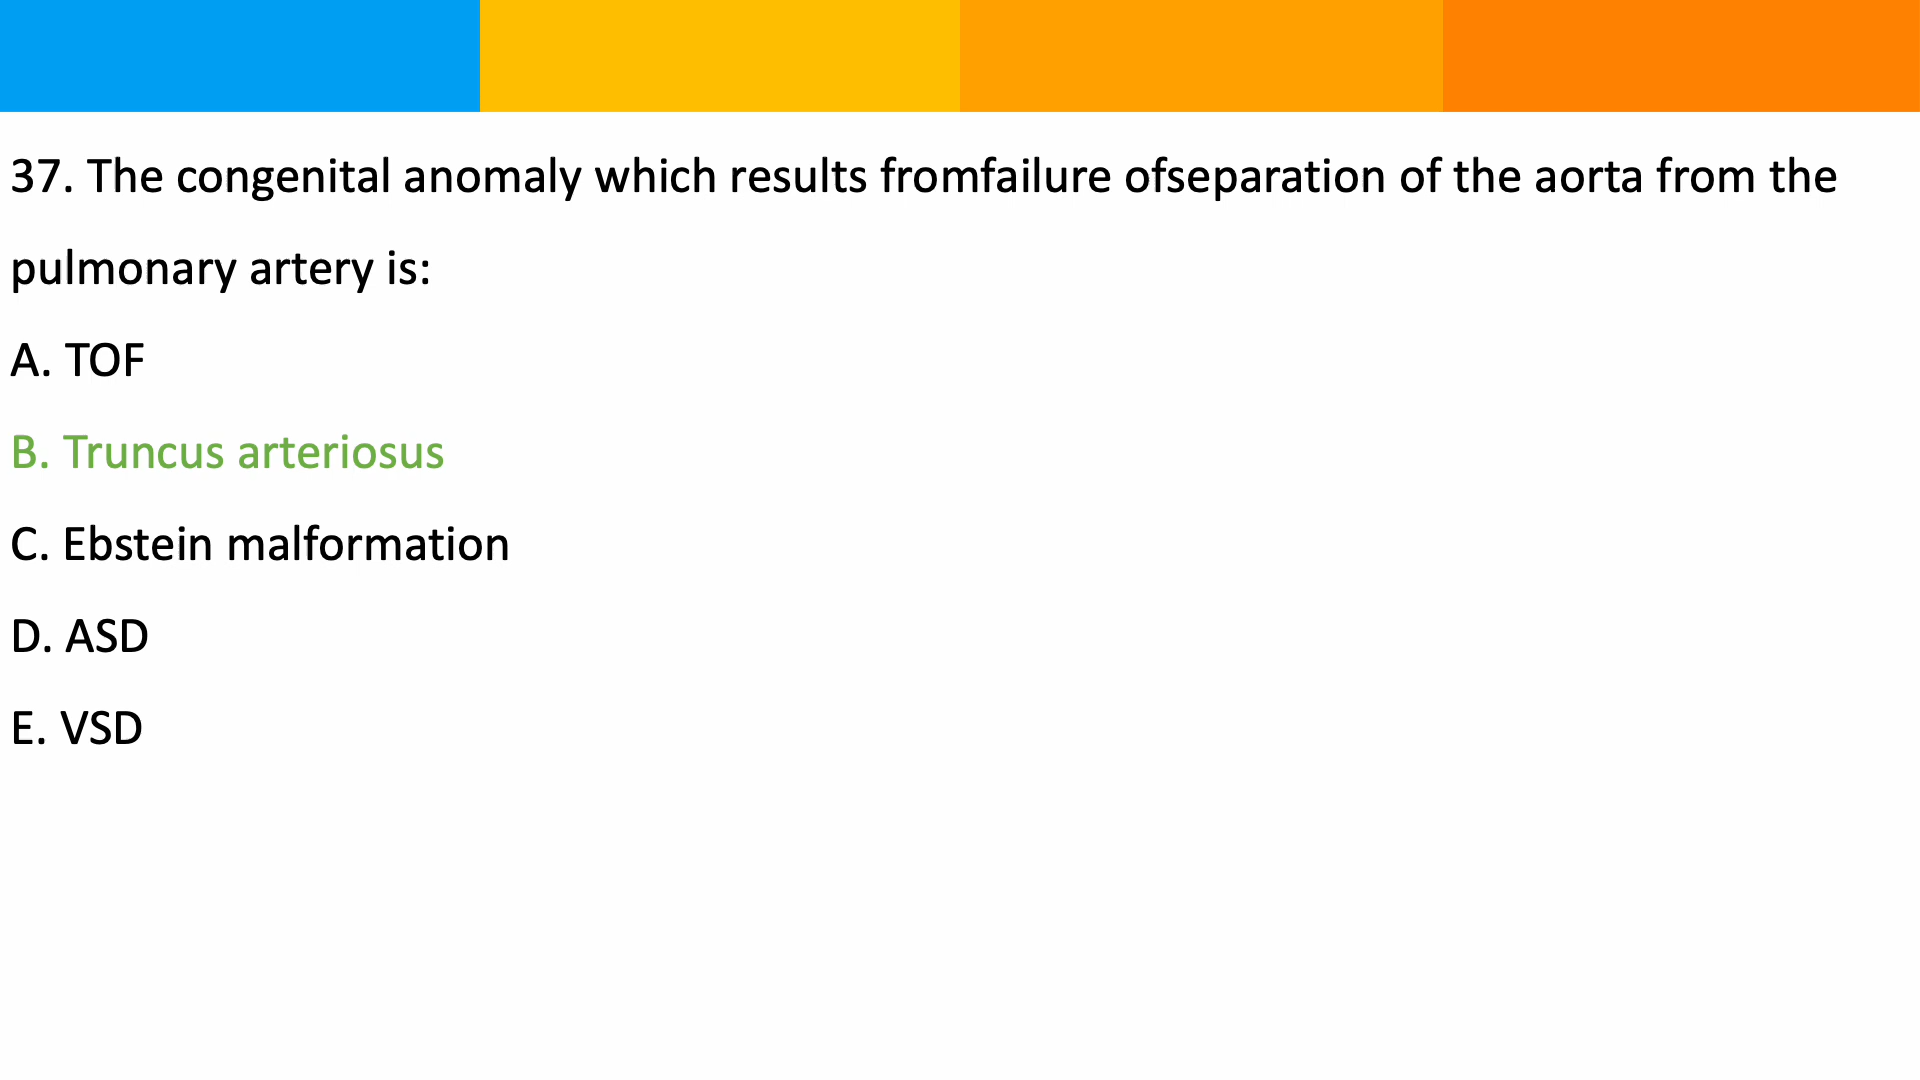 37. The congenital anomaly which results fromfailure ofseparation of the aorta from the
pulmonary artery is:
A. TOF
B. Truncus arteriosus
C. Ebstein malformation
D. ASD
E. VSD